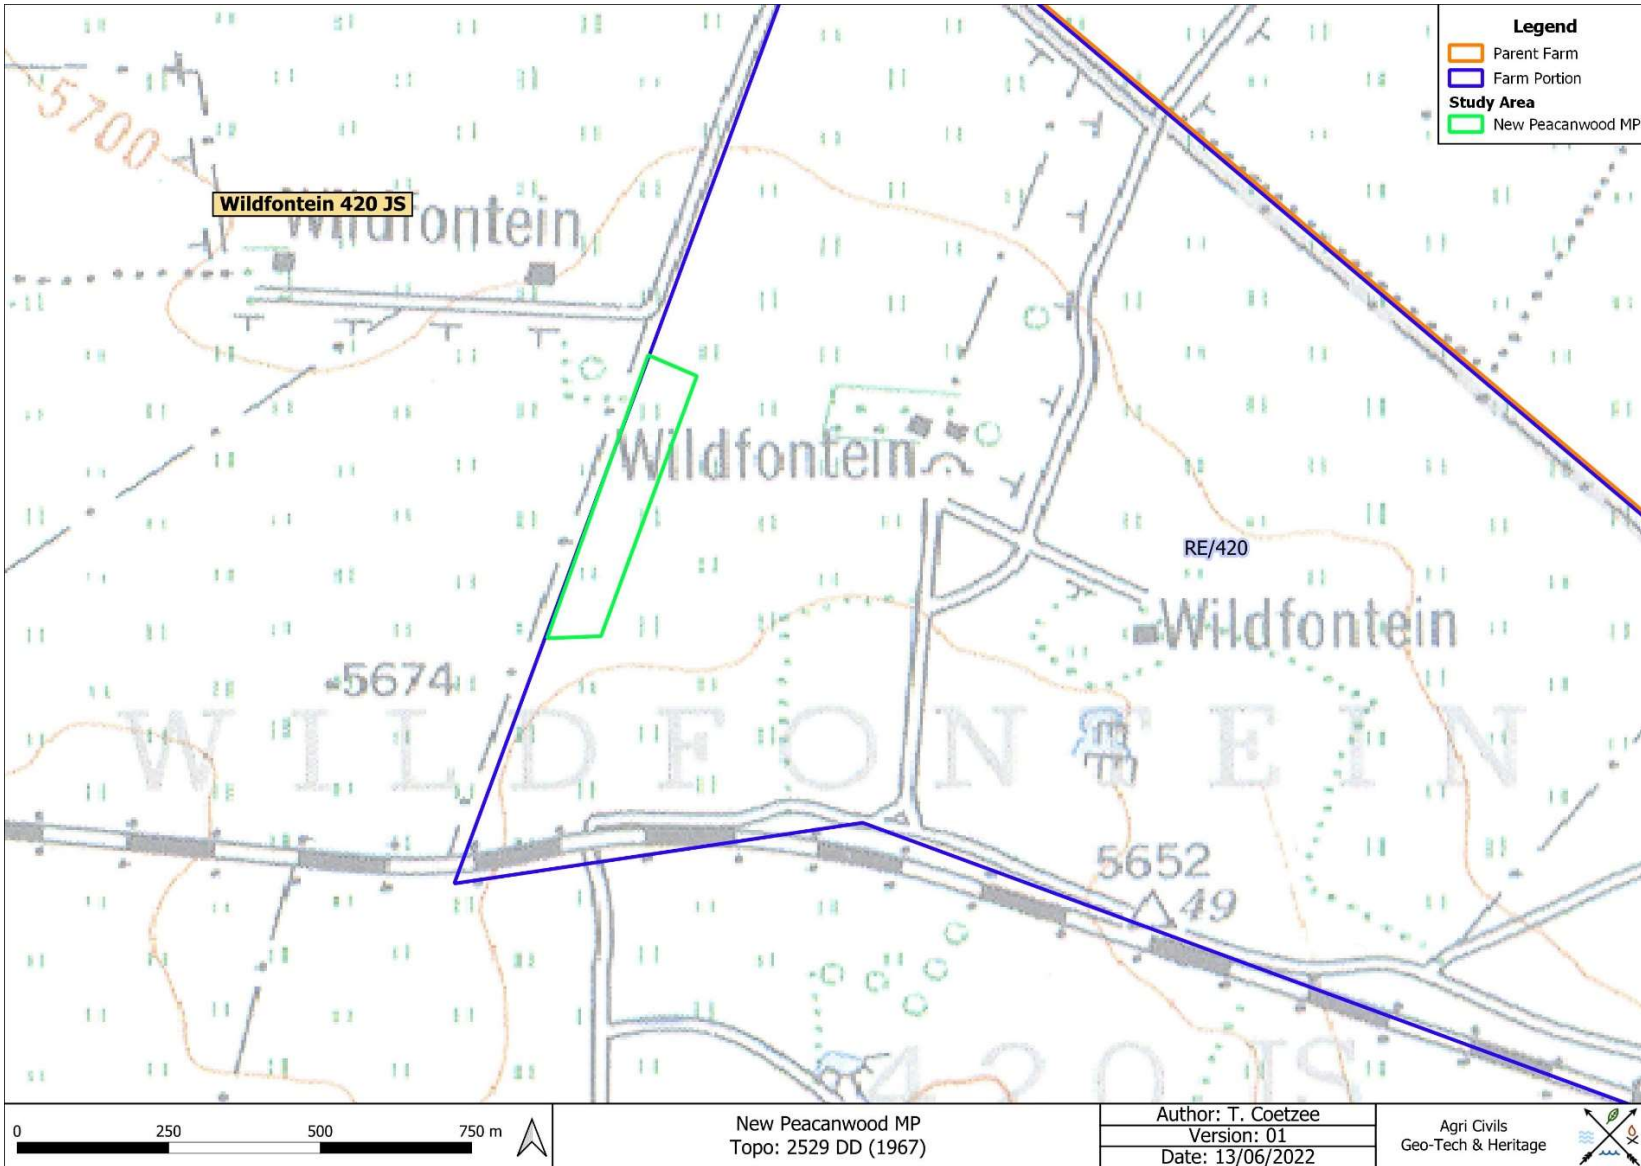 Legend
Parent Farm
Farm Portion
Study Area
New Peacanwood MP
5700
Wildfontein 420 JS
Wildfontein
Wildfontein
RE/420
Wildfontein
5674
WILDFONTEIN
5652
49
420 JS
0 250 500 750 m
New Peacanwood MP
Topo: 2529 DD (1967)
Author: T. Coetzee
Version: 01
Date: 13/06/2022
Agri Civils
Geo-Tech & Heritage